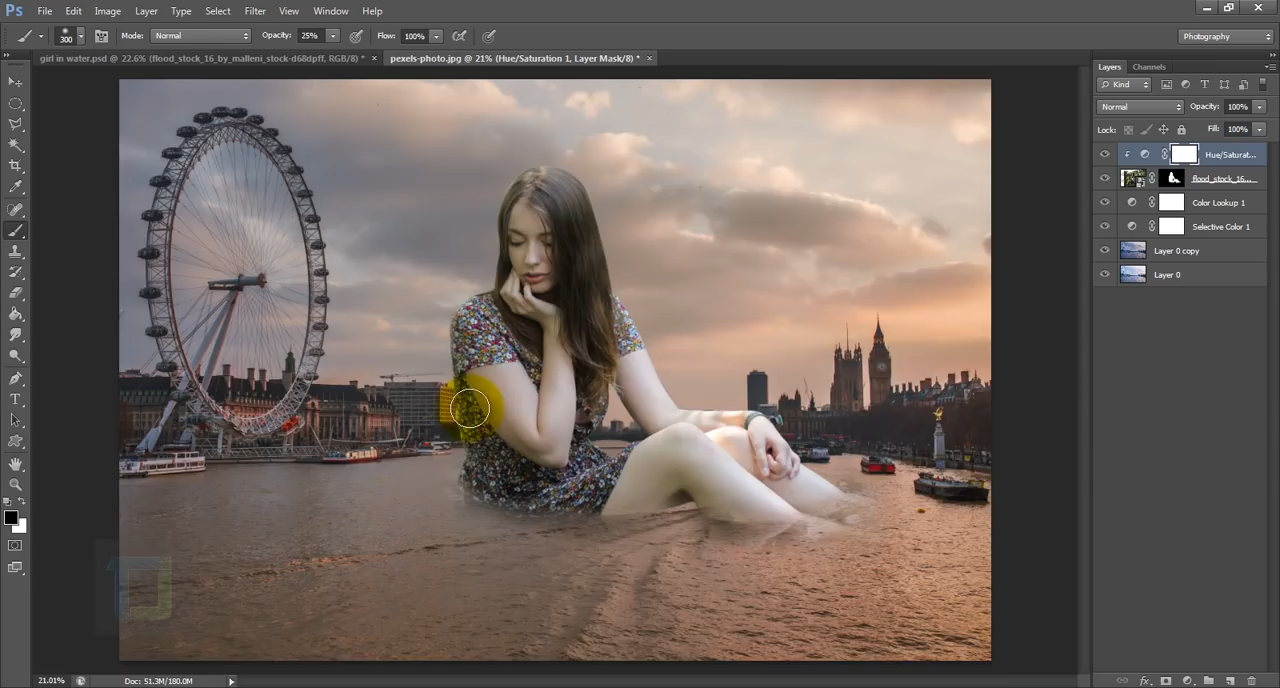 Ps File Edit Image Layer Type Select Filter View Window Help
300 Mode: Normal Opacity: 25% Flow: 100% Photography
girl in water.psd @ 22.6% (flood_stock_16_by_malleni_stock-d68dpff, RGB/8) * × pexels-photo.jpg @ 21% (Hue/Saturation 1, Layer Mask/8) * ×
Layers Channels
Kind
Normal Opacity: 100%
Lock: Fill: 100%
Hue/Saturat...
flood_stock_16...
Color Lookup 1
Selective Color 1
Layer 0 copy
Layer 0
T
21.01% Doc: 51.3M/180.0M
fx